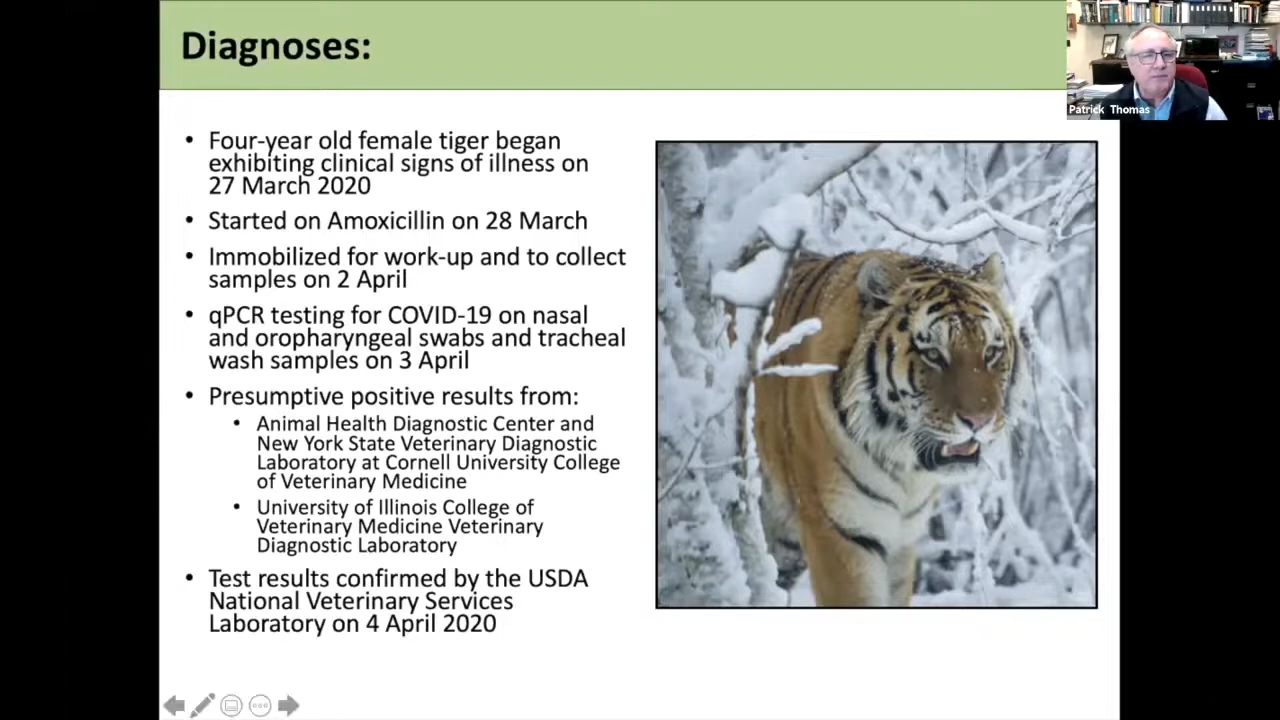 Diagnoses:
Patrick Thomas
• Four-year old female tiger began
exhibiting clinical signs of illness on
27 March 2020
• Started on Amoxicillin on 28 March
• Immobilized for work-up and to collect
samples on 2 April
• qPCR testing for COVID-19 on nasal
and oropharyngeal swabs and tracheal
wash samples on 3 April
• Presumptive positive results from:
• Animal Health Diagnostic Center and
New York State Veterinary Diagnostic
Laboratory at Cornell University College
of Veterinary Medicine
• University of Illinois College of
Veterinary Medicine Veterinary
Diagnostic Laboratory
• Test results confirmed by the USDA
National Veterinary Services
Laboratory on 4 April 2020